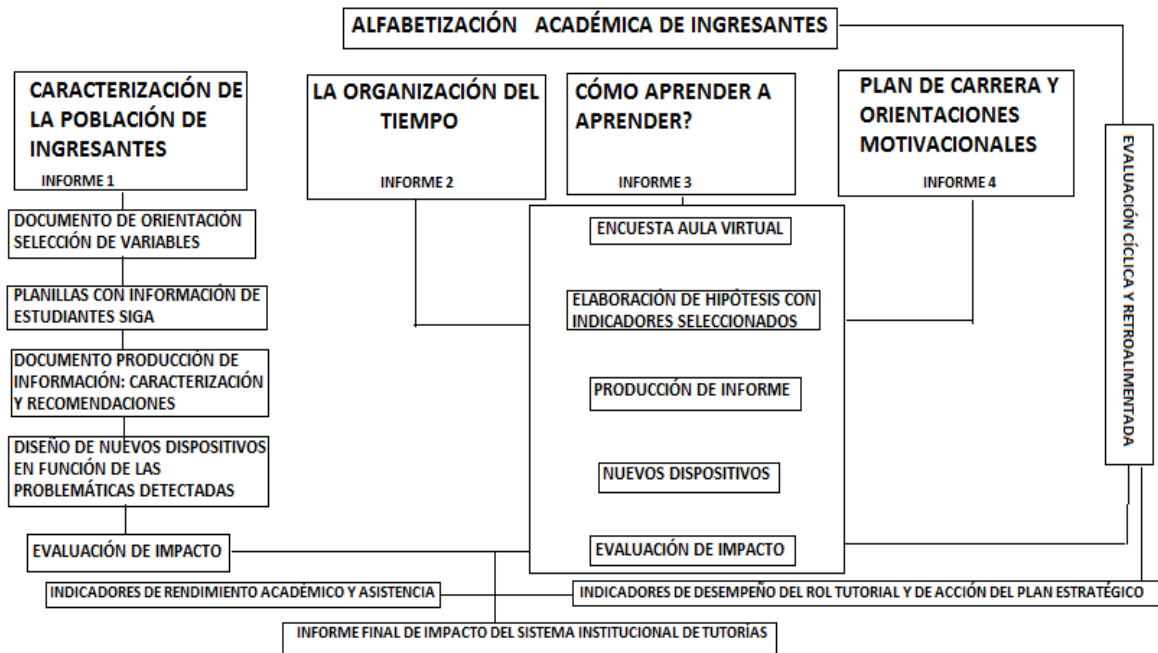 ALFABETIZACIÓN ACADÉMICA DE INGRESANTES
CARACTERIZACIÓN DE
LA POBLACIÓN DE
INGRESANTES
INFORME 1
LA ORGANIZACIÓN DEL
TIEMPO
INFORME 2
CÓMO APRENDER A
APRENDER?
INFORME 3
PLAN DE CARRERA Y
ORIENTACIONES
MOTIVACIONALES
INFORME 4
EVALUACIÓN CÍCLICA Y RETROALIMENTADA
DOCUMENTO DE ORIENTACIÓN
SELECCIÓN DE VARIABLES
PLANILLAS CON INFORMACIÓN DE
ESTUDIANTES SIGA
DOCUMENTO PRODUCCIÓN DE
INFORMACIÓN: CARACTERIZACIÓN
Y RECOMENDACIONES
DISEÑO DE NUEVOS DISPOSITIVOS
EN FUNCIÓN DE LAS
PROBLEMÁTICAS DETECTADAS
EVALUACIÓN DE IMPACTO
ENCUESTA AULA VIRTUAL
ELABORACIÓN DE HIPÓTESIS CON
INDICADORES SELECCIONADOS
PRODUCCIÓN DE INFORME
NUEVOS DISPOSITIVOS
EVALUACIÓN DE IMPACTO
INDICADORES DE RENDIMIENTO ACADÉMICO Y ASISTENCIA
INDICADORES DE DESEMPEÑO DEL ROL TUTORIAL Y DE ACCIÓN DEL PLAN ESTRATÉGICO
INFORME FINAL DE IMPACTO DEL SISTEMA INSTITUCIONAL DE TUTORÍAS